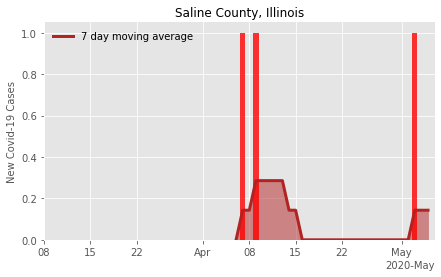 Saline County, Illinois
7 day moving average
New Covid-19 Cases
1.0
0.8
0.6
0.4
0.2
0.0
08 15 22 Apr 08 15 22 May
2020-May